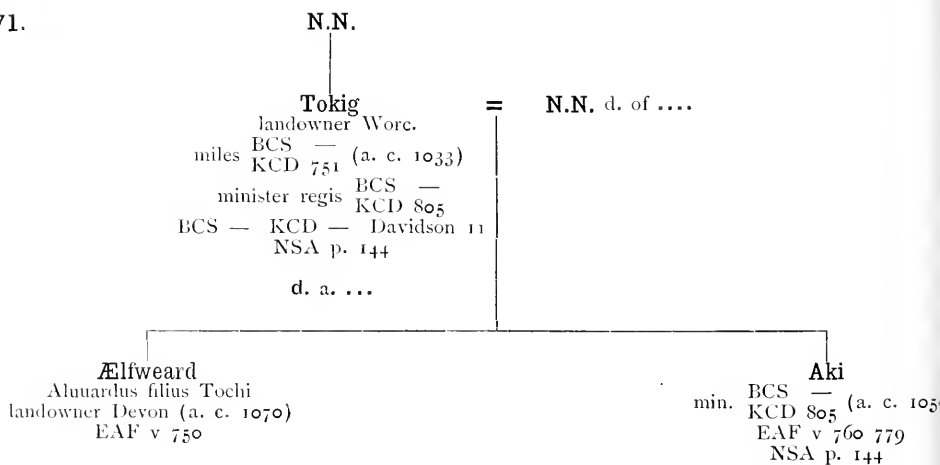 71.
N.N.
Tokig = N.N. d. of ....
landowner Worc.
miles BCS — KCD 751 (a. c. 1033)
minister regis BCS — KCD 805
BCS — KCD — Davidson 11
NSA p. 144
d. a. ...
Ælfweard
Aluuardus filius Tochi
landowner Devon (a. c. 1070)
EAF v 750
Aki
min. BCS — KCD 805 (a. c. 105
EAF v 760 779
NSA p. 144